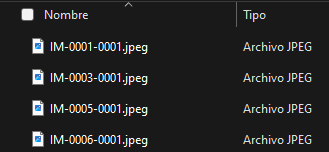 Nombre Tipo
IM-0001-0001.jpeg Archivo JPEG
IM-0003-0001.jpeg Archivo JPEG
IM-0005-0001.jpeg Archivo JPEG
IM-0006-0001.jpeg Archivo JPEG